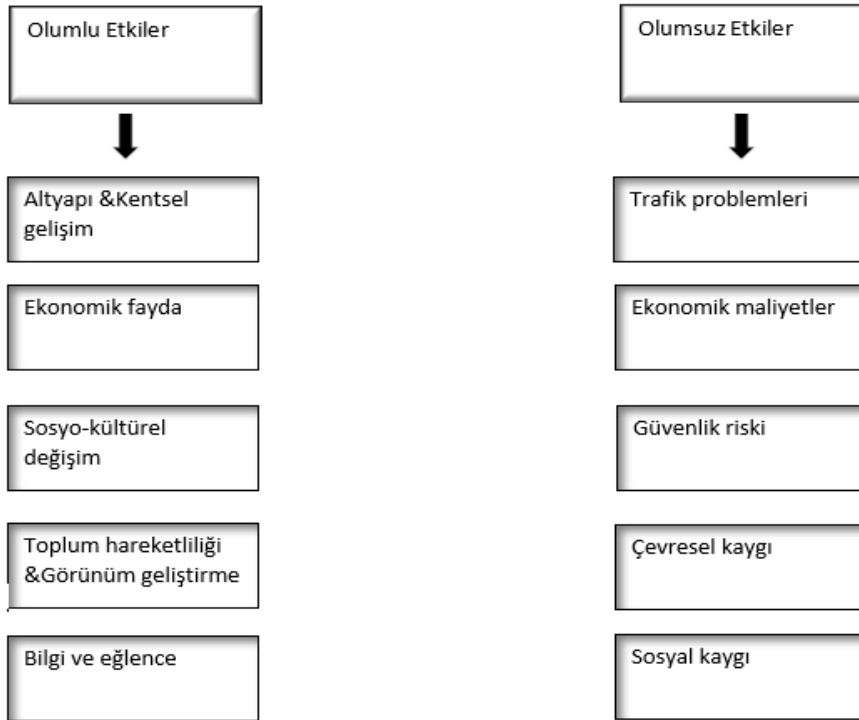 Olumlu Etkiler
Altyapı &Kentsel
gelişim
Ekonomik fayda
Sosyo-kültürel
değişim
Toplum hareketliliği
&Görünüm geliştirme
Bilgi ve eğlence
Olumsuz Etkiler
Trafik problemleri
Ekonomik maliyetler
Güvenlik riski
Çevresel kaygı
Sosyal kaygı